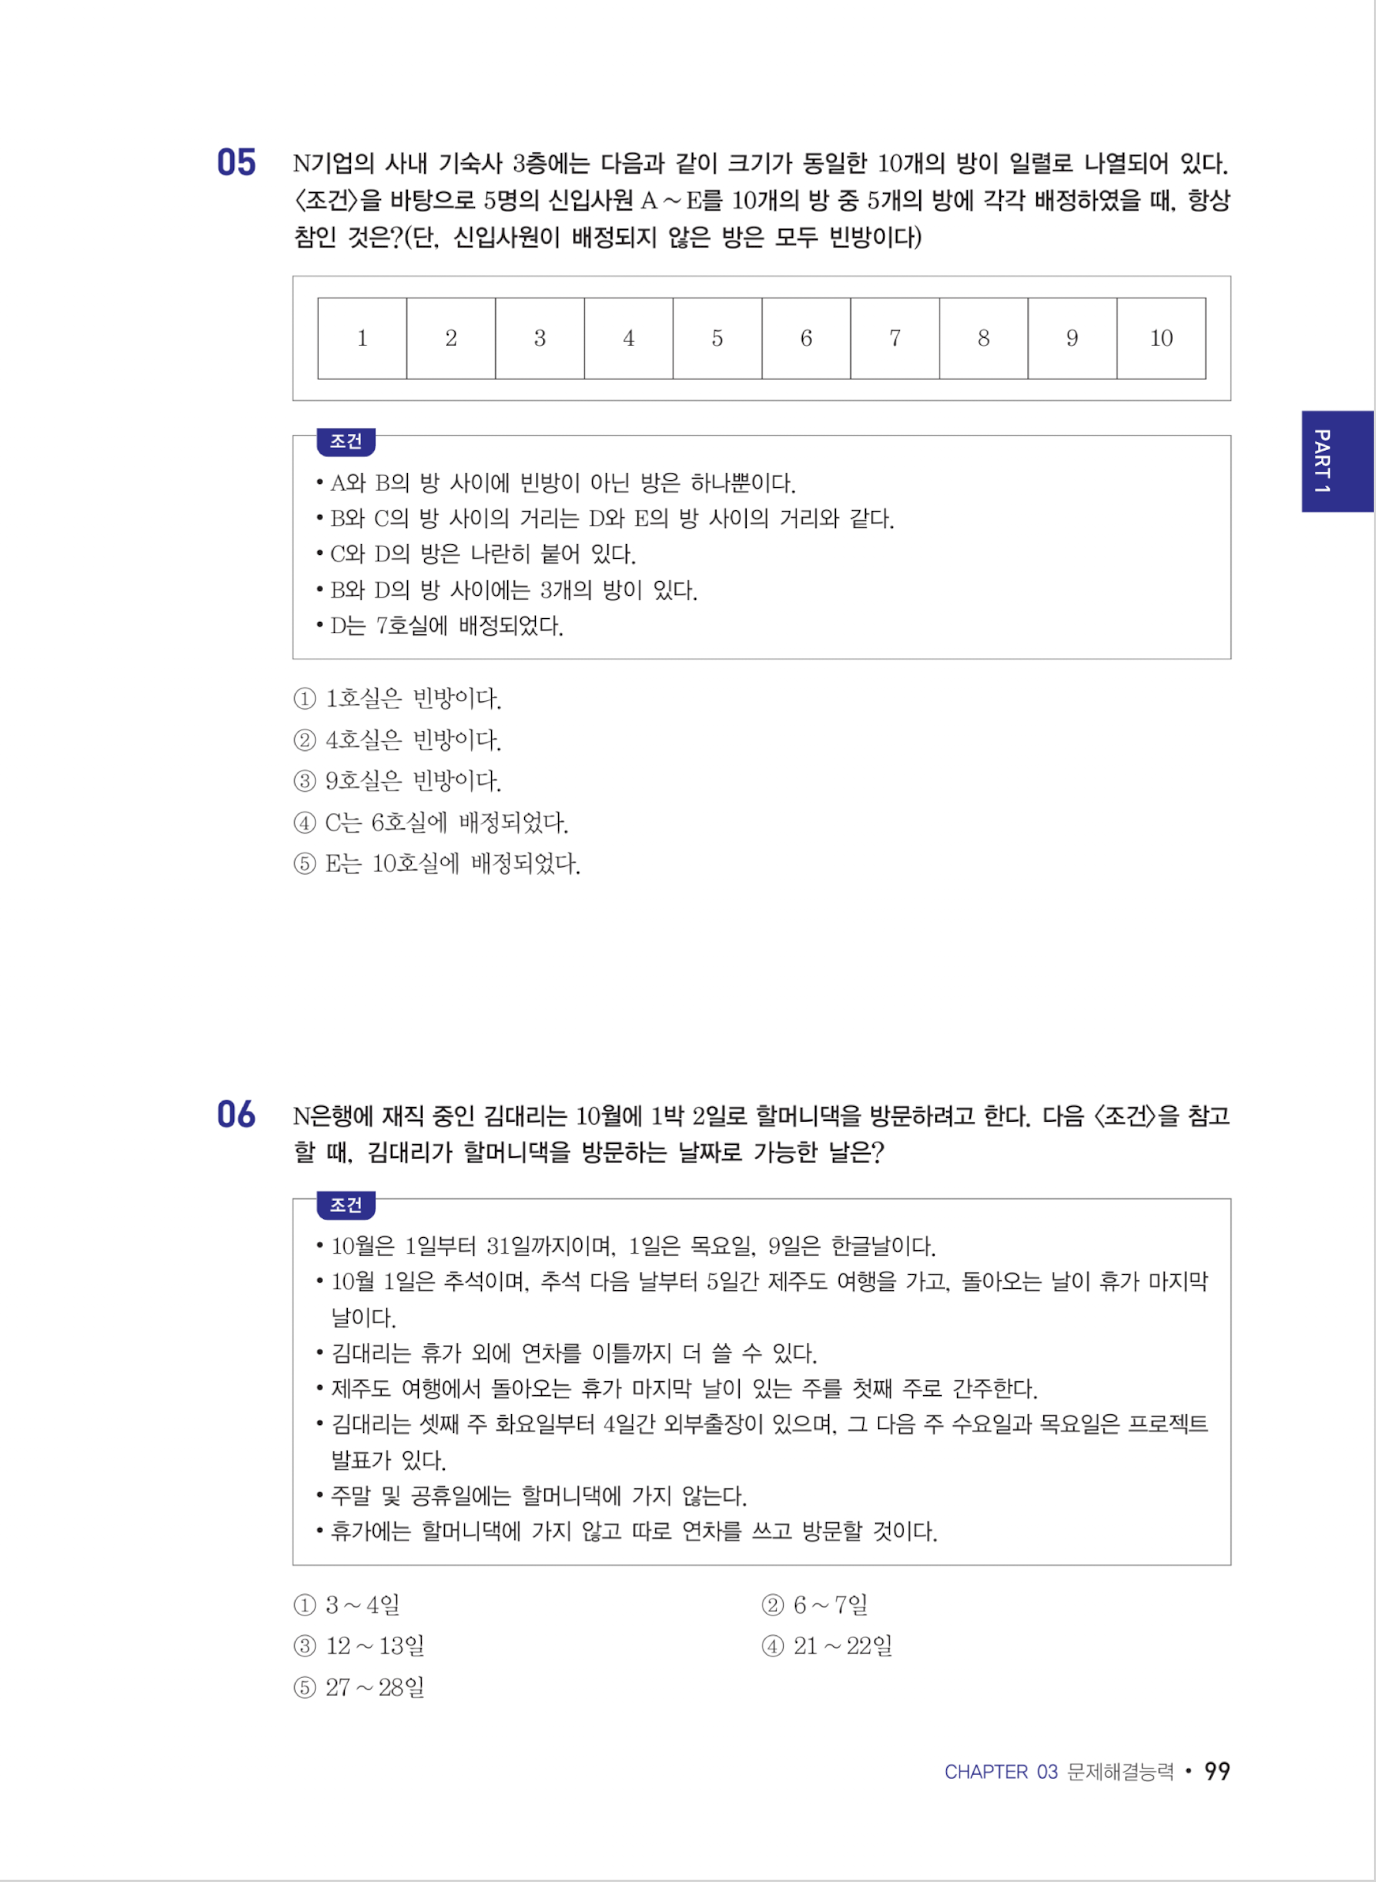 05
N기업의 사내 기숙사 3층에는 다음과 같이 크기가 동일한 10개의 방이 일렬로 나열되어 있다.
〈조건〉을 바탕으로 5명의 신입사원 A ~ E를 10개의 방 중 5개의 방에 각각 배정하였을 때, 항상
참인 것은?(단, 신입사원이 배정되지 않은 방은 모두 빈방이다)
1 2 3 4 5 6 7 8 9 10
조건
• A와 B의 방 사이에 빈방이 아닌 방은 하나뿐이다.
• B와 C의 방 사이의 거리는 D와 E의 방 사이의 거리와 같다.
• C와 D의 방은 나란히 붙어 있다.
• B와 D의 방 사이에는 3개의 방이 있다.
• D는 7호실에 배정되었다.
PART 1
① 1호실은 빈방이다.
② 4호실은 빈방이다.
③ 9호실은 빈방이다.
④ C는 6호실에 배정되었다.
⑤ E는 10호실에 배정되었다.
06
N은행에 재직 중인 김대리는 10월에 1박 2일로 할머니댁을 방문하려고 한다. 다음 〈조건〉을 참고
할 때, 김대리가 할머니댁을 방문하는 날짜로 가능한 날은?
조건
• 10월은 1일부터 31일까지이며, 1일은 목요일, 9일은 한글날이다.
• 10월 1일은 추석이며, 추석 다음 날부터 5일간 제주도 여행을 가고, 돌아오는 날이 휴가 마지막
날이다.
• 김대리는 휴가 외에 연차를 이틀까지 더 쓸 수 있다.
• 제주도 여행에서 돌아오는 휴가 마지막 날이 있는 주를 첫째 주로 간주한다.
• 김대리는 셋째 주 화요일부터 4일간 외부출장이 있으며, 그 다음 주 수요일과 목요일은 프로젝트
발표가 있다.
• 주말 및 공휴일에는 할머니댁에 가지 않는다.
• 휴가에는 할머니댁에 가지 않고 따로 연차를 쓰고 방문할 것이다.
① 3 ~ 4일 ② 6 ~ 7일
③ 12 ~ 13일 ④ 21 ~ 22일
⑤ 27 ~ 28일
CHAPTER 03 문제해결능력 • 99